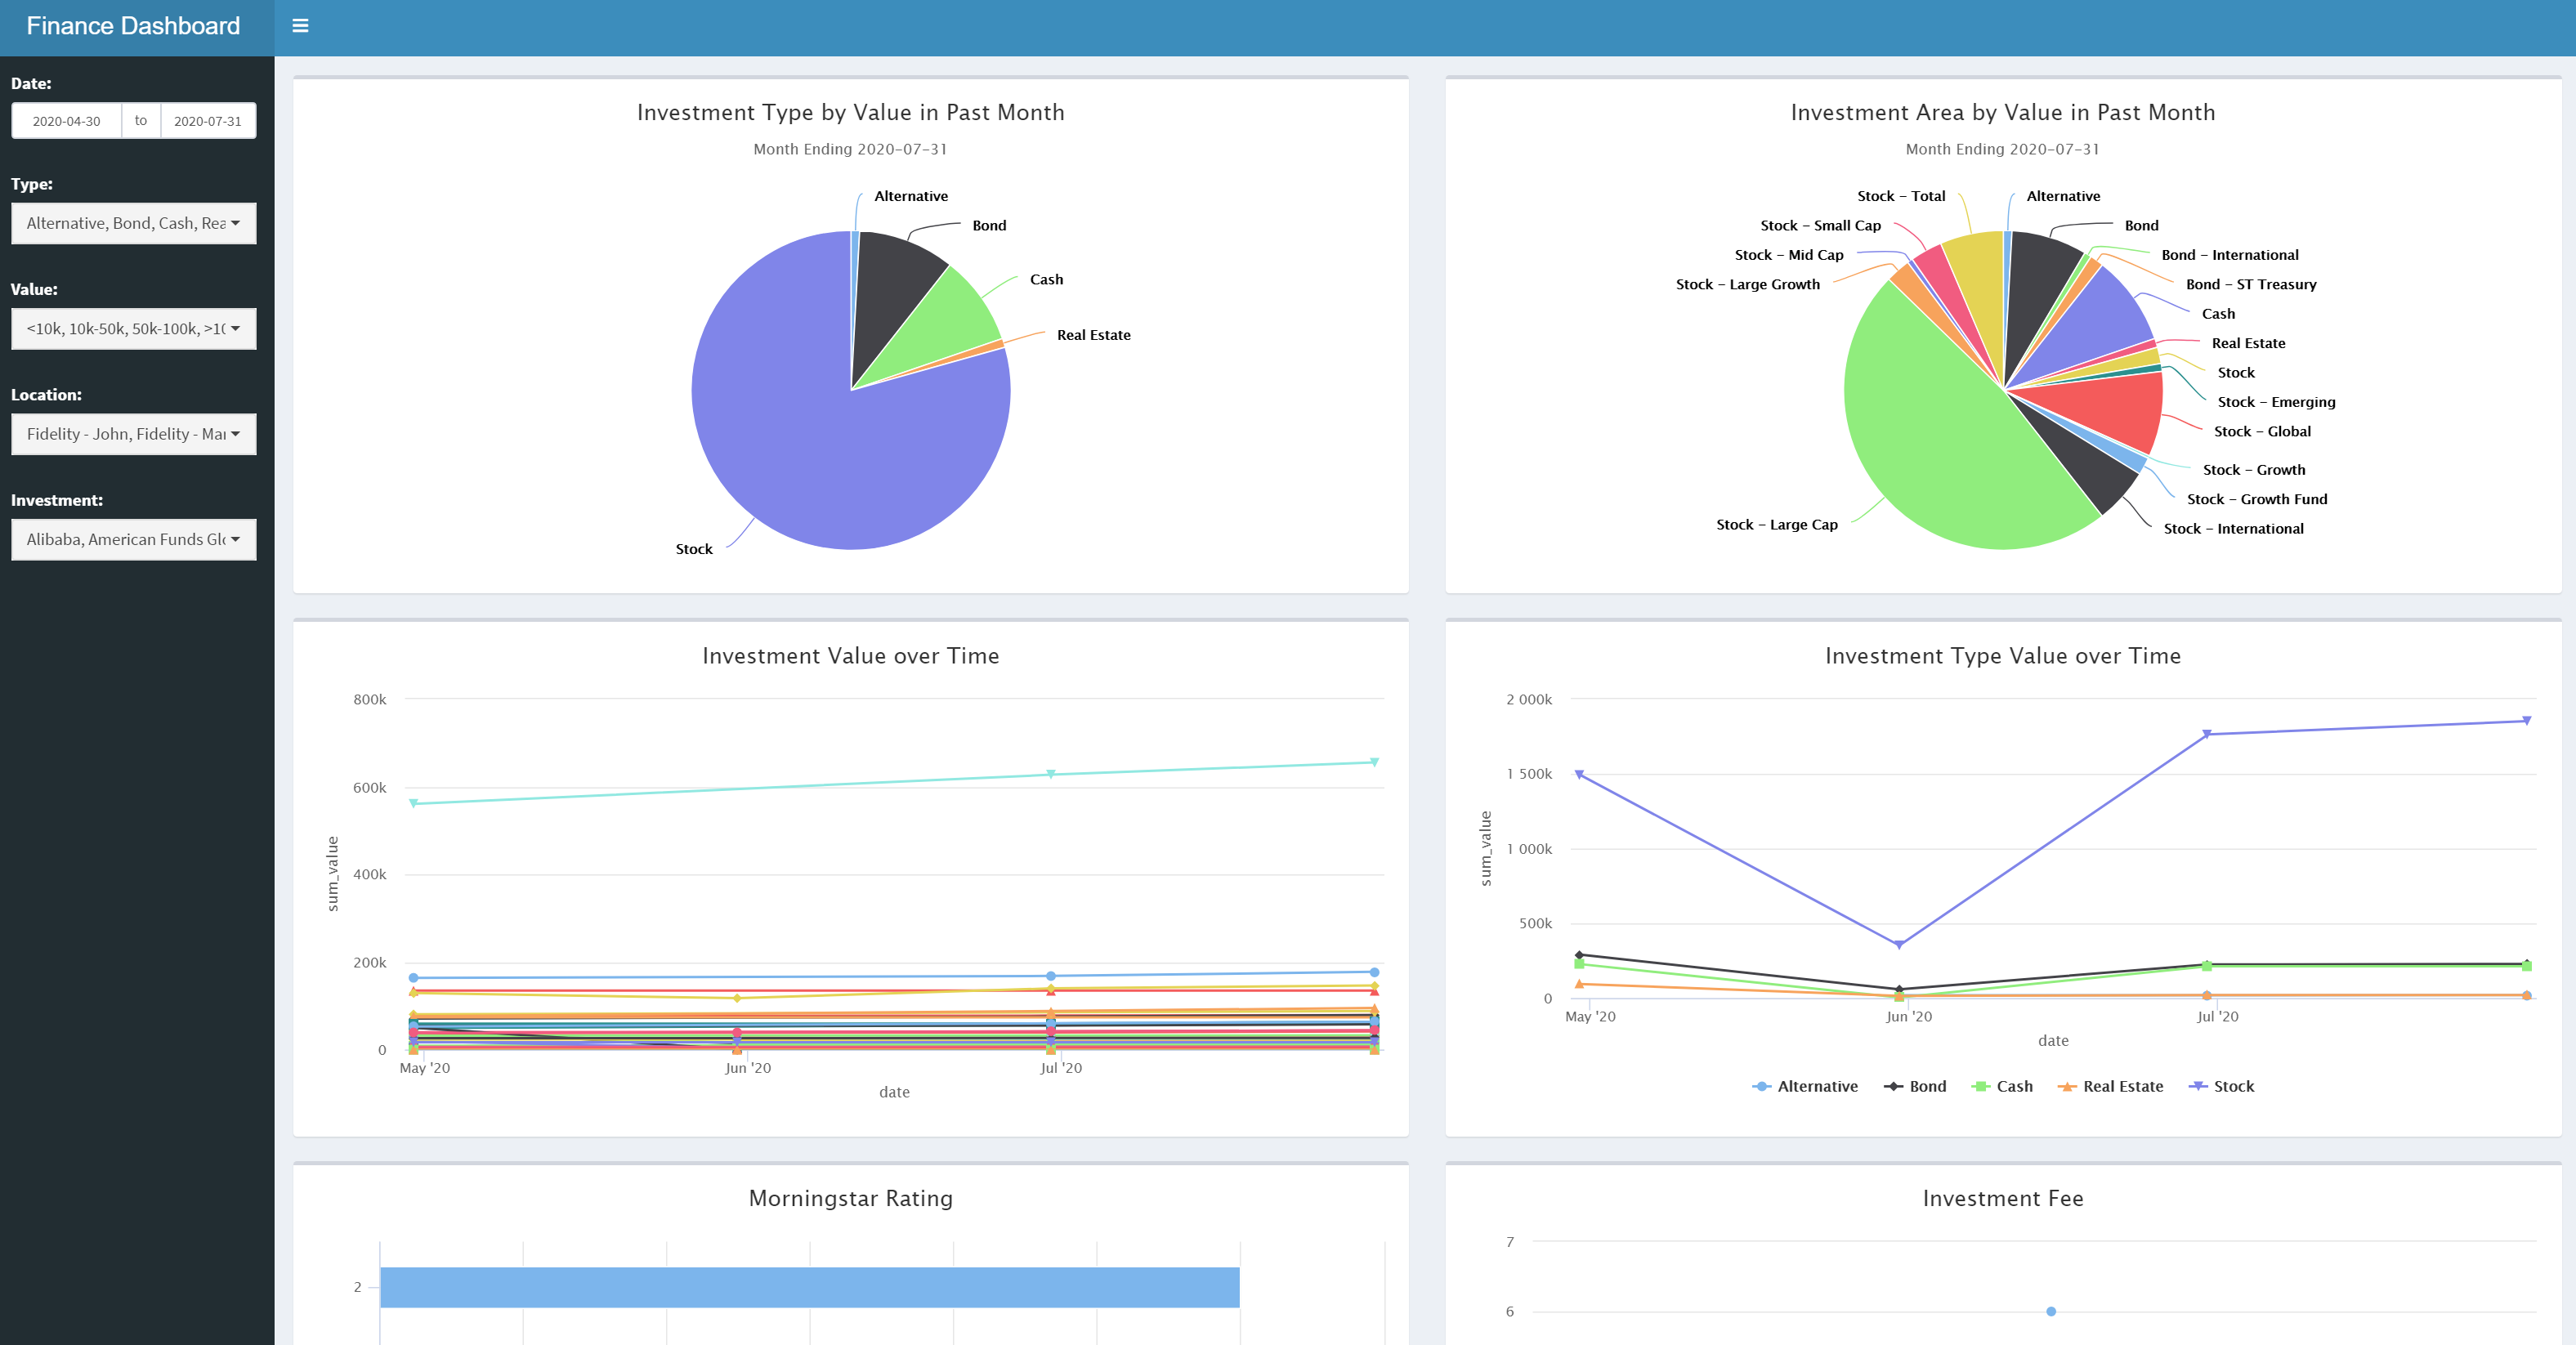 Finance Dashboard
Date:
2020-04-30 to 2020-07-31
Type:
Alternative, Bond, Cash, Rea
Value:
<10k, 10k-50k, 50k-100k, >10
Location:
Fidelity - John, Fidelity - Mar
Investment:
Alibaba, American Funds Glo
Investment Type by Value in Past Month
Month Ending 2020-07-31
Alternative
Bond
Cash
Real Estate
Stock
Investment Area by Value in Past Month
Month Ending 2020-07-31
Stock - Total
Alternative
Stock - Small Cap
Bond
Stock - Mid Cap
Bond - International
Stock - Large Growth
Bond - ST Treasury
Cash
Real Estate
Stock
Stock - Emerging
Stock - Global
Stock - Growth
Stock - Growth Fund
Stock - Large Cap
Stock - International
Investment Value over Time
800k
600k
400k
200k
0
sum_value
May '20 Jun '20 Jul '20
date
Investment Type Value over Time
2 000k
1 500k
1 000k
500k
0
sum_value
May '20 Jun '20 Jul '20
date
Alternative Bond Cash Real Estate Stock
Morningstar Rating
2
Investment Fee
7
6